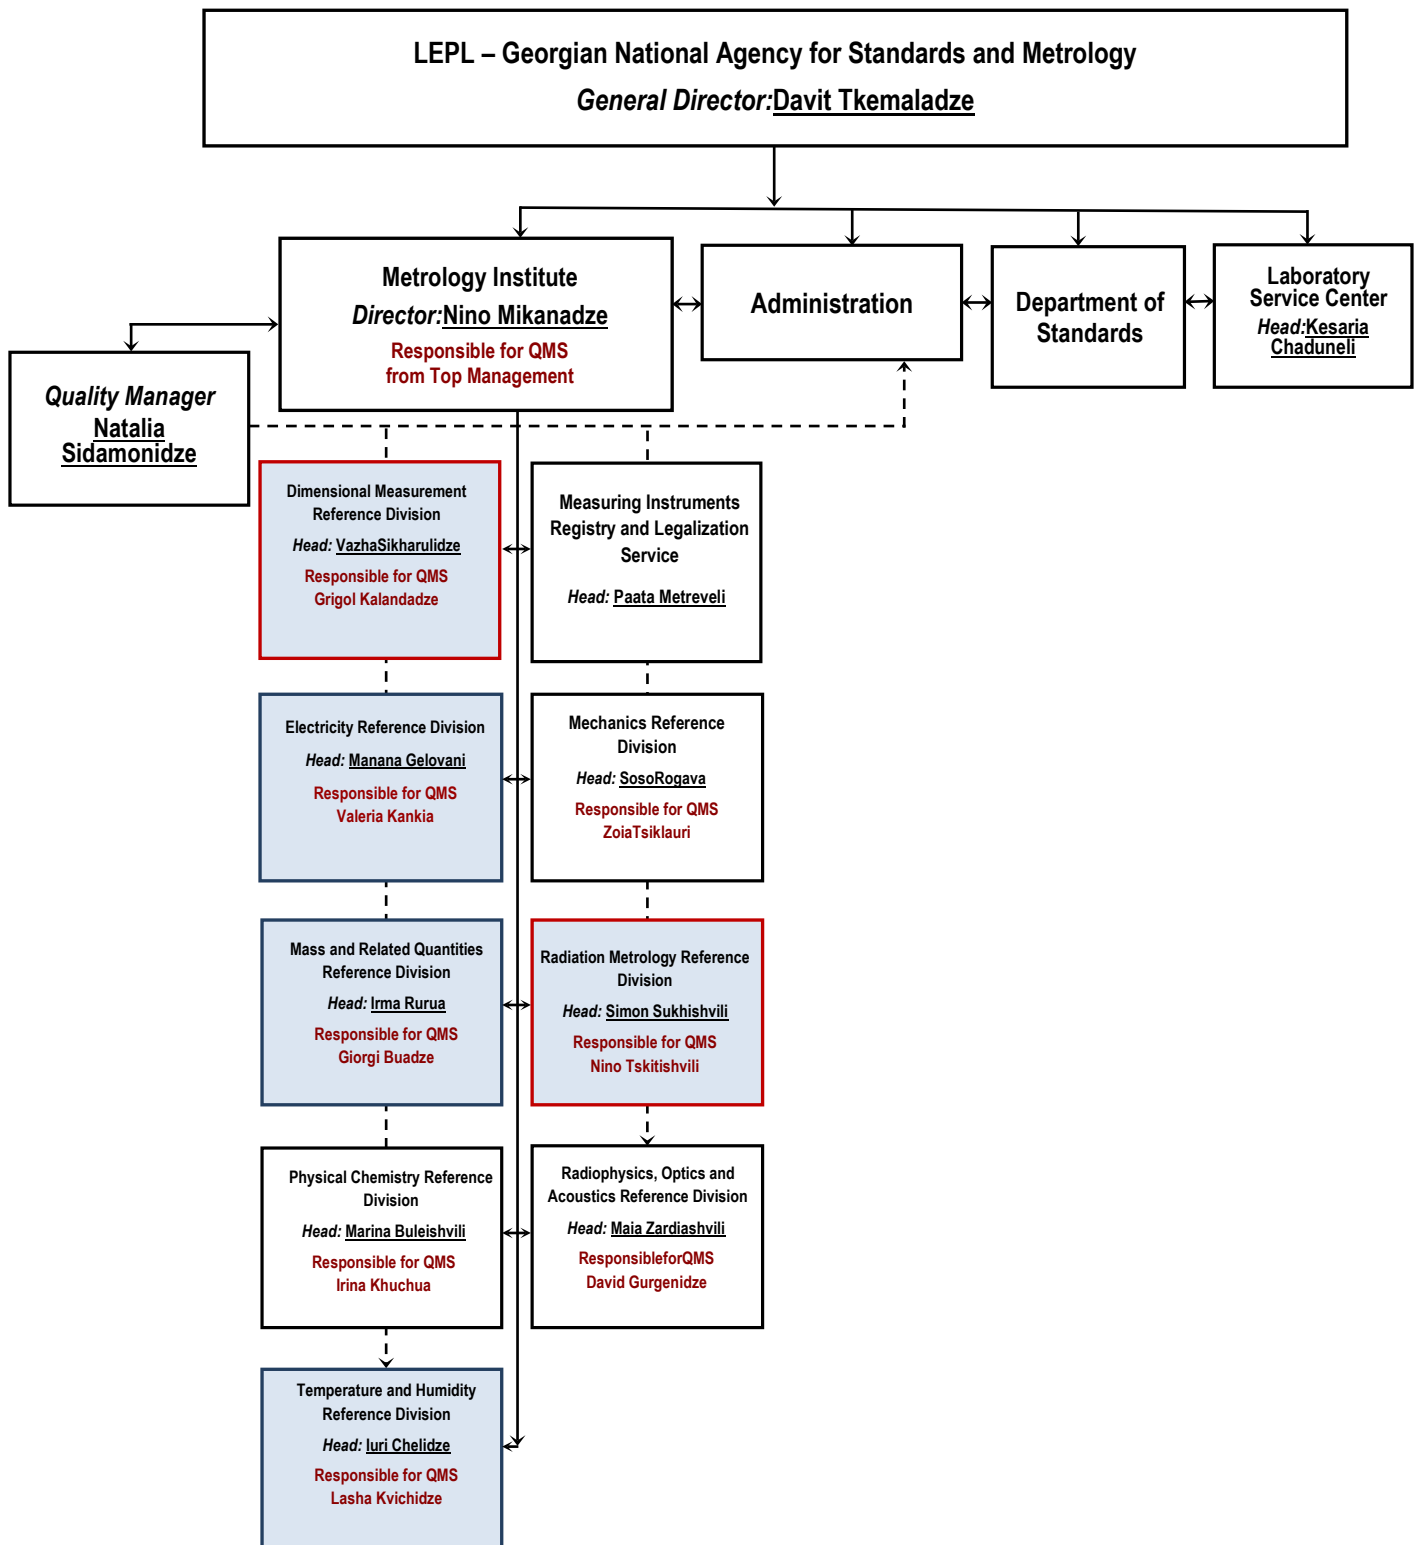 LEPL – Georgian National Agency for Standards and Metrology
General Director:Davit Tkemaladze
Metrology Institute
Director:Nino Mikanadze
Responsible for QMS
from Top Management
Administration
Department of
Standards
Laboratory
Service Center
Head:Kesaria
Chaduneli
Quality Manager
Natalia
Sidamonidze
Dimensional Measurement
Reference Division
Head: VazhaSikharulidze
Responsible for QMS
Grigol Kalandadze
Measuring Instruments
Registry and Legalization
Service
Head: Paata Metreveli
Electricity Reference Division
Head: Manana Gelovani
Responsible for QMS
Valeria Kankia
Mechanics Reference
Division
Head: SosoRogava
Responsible for QMS
ZoiaTsiklauri
Mass and Related Quantities
Reference Division
Head: Irma Rurua
Responsible for QMS
Giorgi Buadze
Radiation Metrology Reference
Division
Head: Simon Sukhishvili
Responsible for QMS
Nino Tskitishvili
Physical Chemistry Reference
Division
Head: Marina Buleishvili
Responsible for QMS
Irina Khuchua
Radiophysics, Optics and
Acoustics Reference Division
Head: Maia Zardiashvili
ResponsibleforQMS
David Gurgenidze
Temperature and Humidity
Reference Division
Head: Iuri Chelidze
Responsible for QMS
Lasha Kvichidze